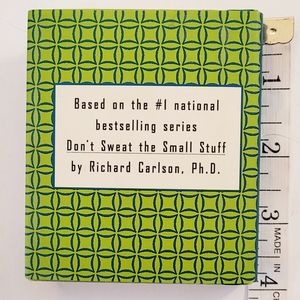 Based on the #1 national
bestselling series
Don't Sweat the Small Stuff
by Richard Carlson, Ph.D.
1
2
3
4
MADE IN